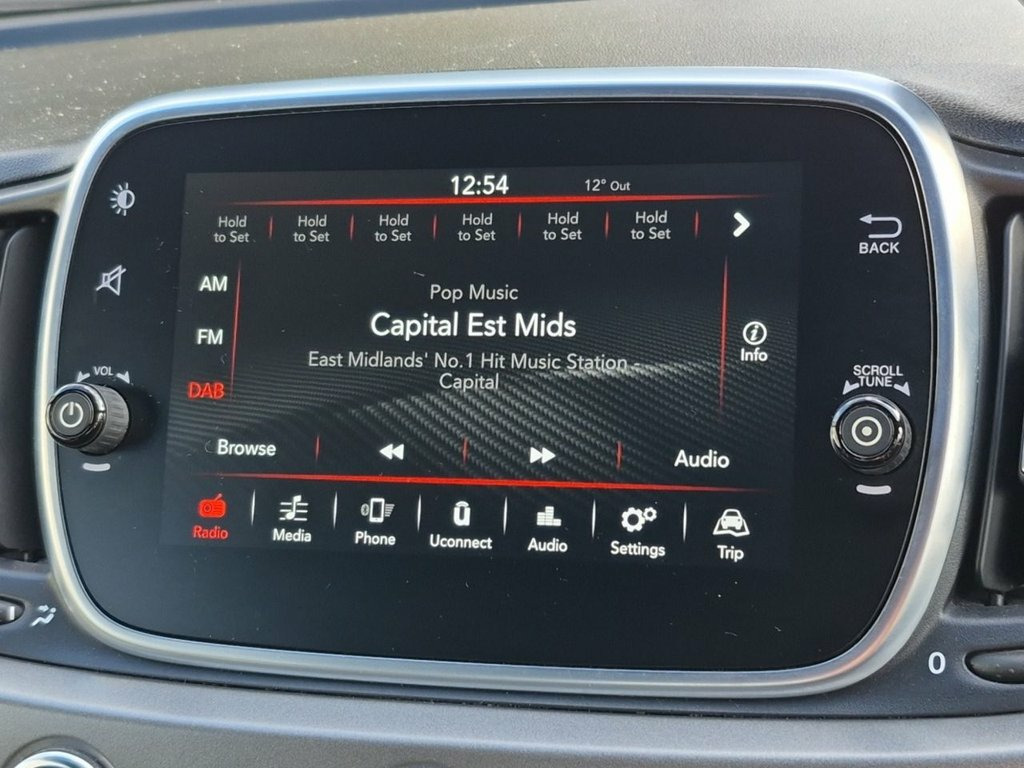 12:54
12° Out
Hold to Set
Hold to Set
Hold to Set
Hold to Set
Hold to Set
Hold to Set
BACK
AM
FM
DAB
Pop Music
Capital Est Mids
East Midlands' No.1 Hit Music Station
Capital
Info
VOL
SCROLL
TUNE
Browse
Audio
Radio
Media
Phone
Uconnect
Audio
Settings
Trip
0